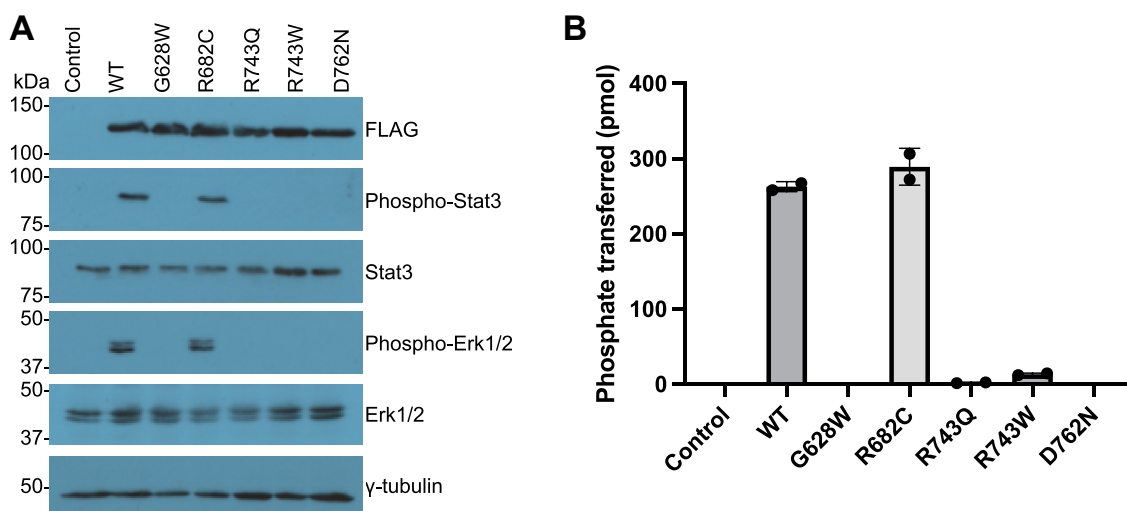 A
Control
WT
G628W
R682C
R743Q
R743W
D762N
kDa
150-
100-
FLAG
100-
75-
Phospho-Stat3
100-
75-
Stat3
50-
37-
Phospho-Erk1/2
50-
37-
Erk1/2
50-
γ-tubulin
B
Phosphate transferred (pmol)
400
300
200
100
0
Control
WT
G628W
R682C
R743Q
R743W
D762N